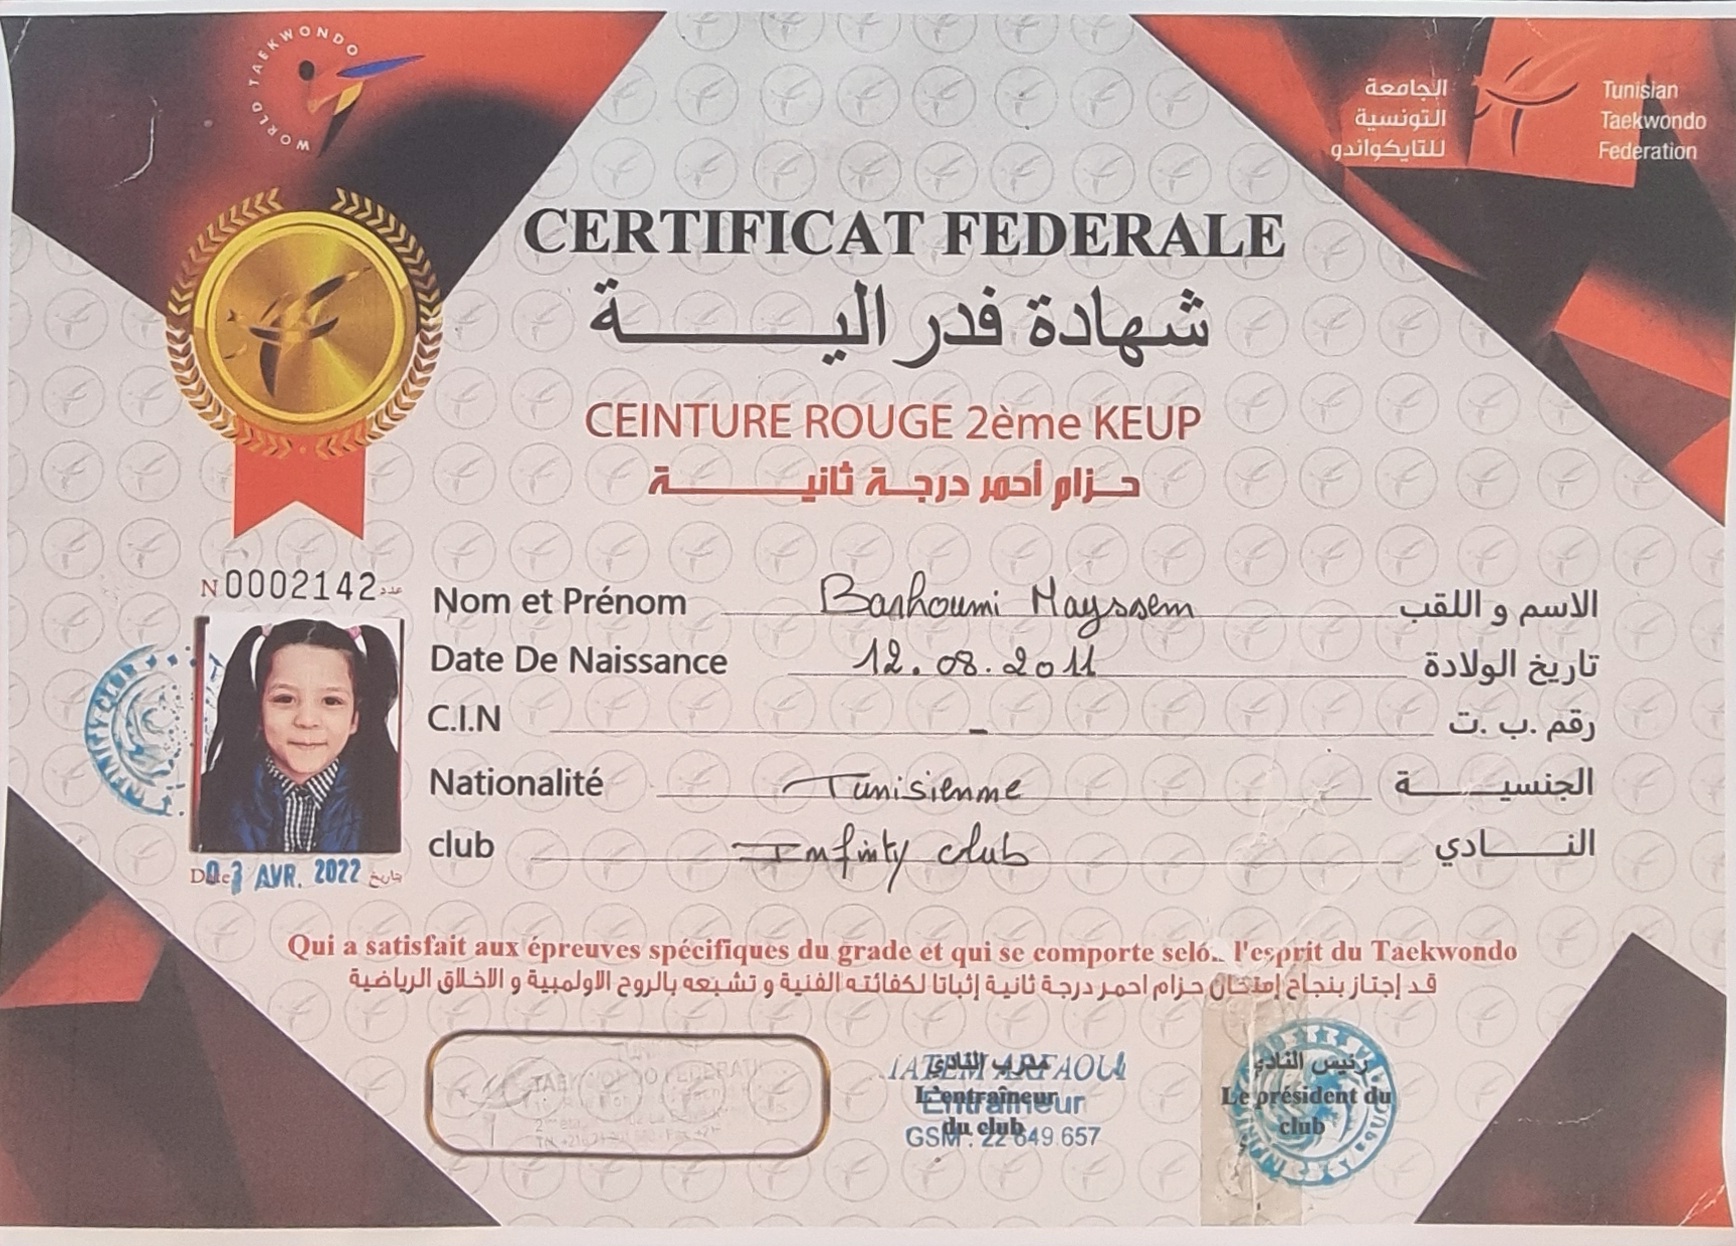 WORLD TAEKWONDO
الجامعة
التونسية
للتايكواندو
Tunisian
Taekwondo
Federation
CERTIFICAT FEDERALE
شهادة فدرالية
CEINTURE ROUGE 2ème KEUP
حزام أحمر درجة ثانية
N 0002142 عدد
Nom et Prénom Barhoumi Mayssem الاسم و اللقب
Date De Naissance 12.08.2011 تاريخ الولادة
C.I.N - رقم .ب .ت
Nationalité Tunisienne الجنسية
club Infinty club النادي
Date 03 AVR. 2022 تاريخ
Qui a satisfait aux épreuves spécifiques du grade et qui se comporte selo l'esprit du Taekwondo
قد إجتاز بنجاح إمتحان حزام احمر درجة ثانية إثباتا لكفائته الفنية و تشبعه بالروح الاولمبية و الاخلاق الرياضية
مدرب النادي
L'entraîneur
du club
ARFAOUI
Entraîneur
GSM : 22 649 657
رئيس النادي
Le président du
club